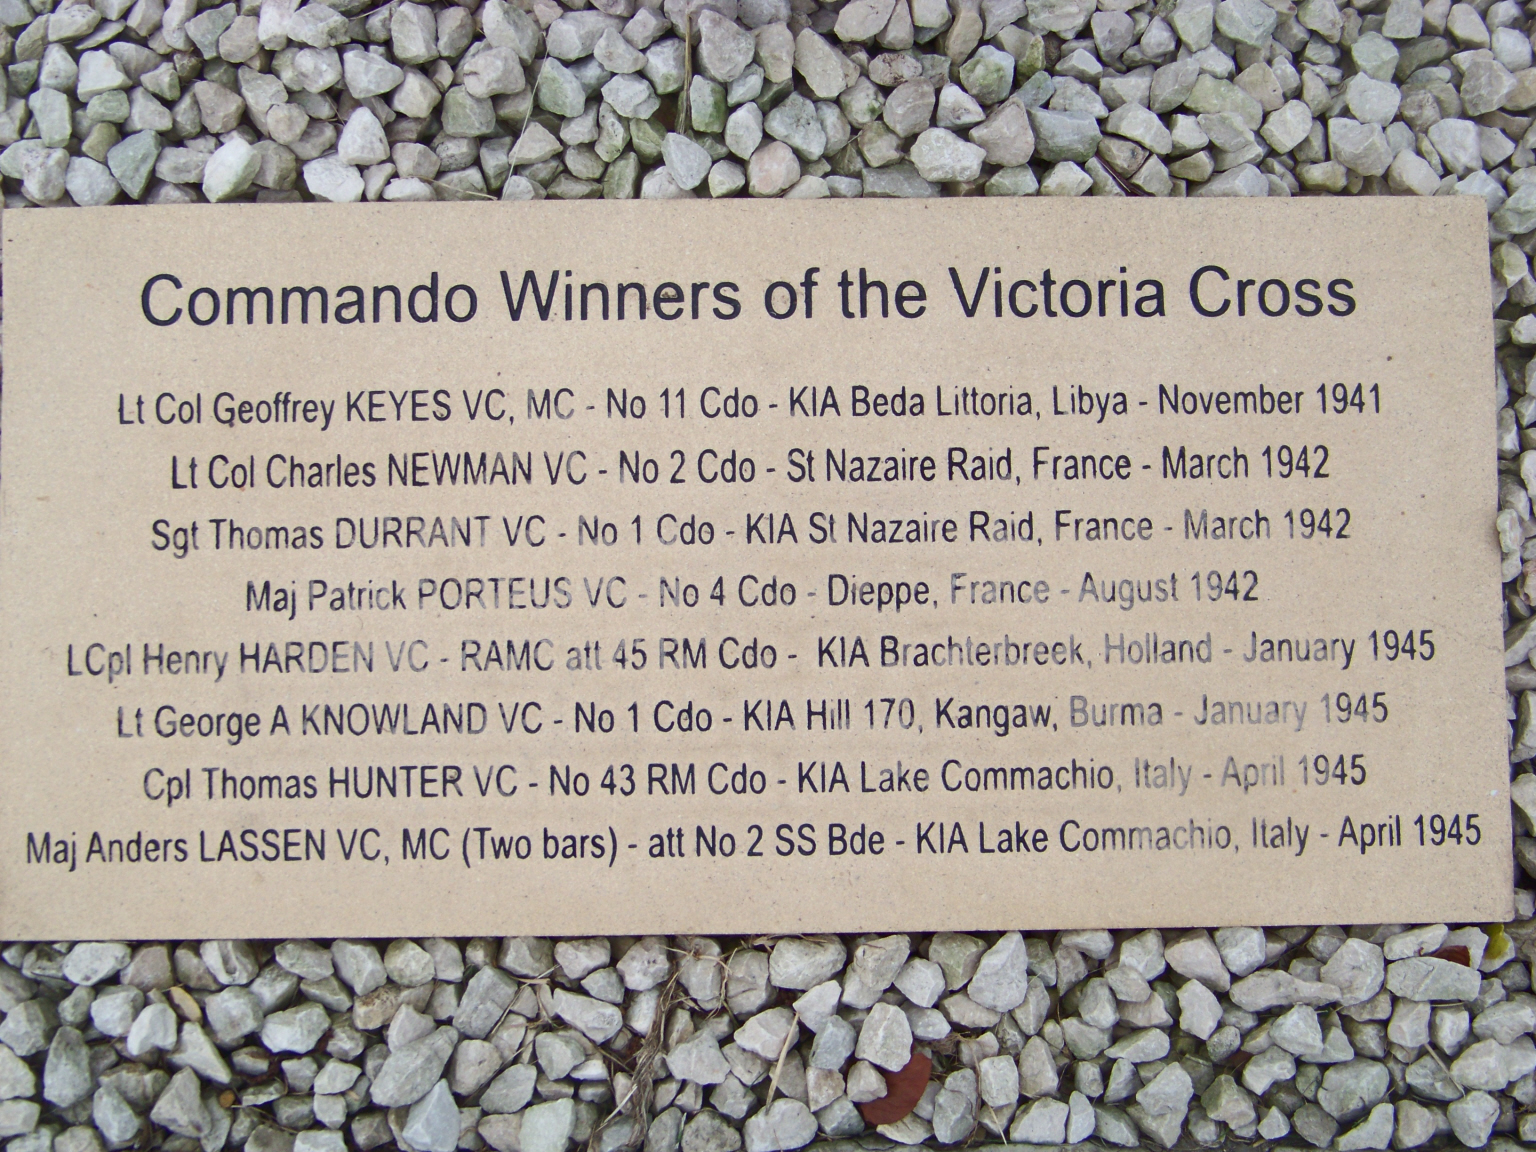 Commando Winners of the Victoria Cross
Lt Col Geoffrey KEYES VC, MC - No 11 Cdo - KIA Beda Littoria, Libya - November 1941
Lt Col Charles NEWMAN VC - No 2 Cdo - St Nazaire Raid, France - March 1942
Sgt Thomas DURRANT VC - No 1 Cdo - KIA St Nazaire Raid, France - March 1942
Maj Patrick PORTEUS VC - No 4 Cdo - Dieppe, France - August 1942
LCpl Henry HARDEN VC - RAMC att 45 RM Cdo - KIA Brachterbreek, Holland - January 1945
Lt George A KNOWLAND VC - No 1 Cdo - KIA Hill 170, Kangaw, Burma - January 1945
Cpl Thomas HUNTER VC - No 43 RM Cdo - KIA Lake Commachio, Italy - April 1945
Maj Anders LASSEN VC, MC (Two bars) - att No 2 SS Bde - KIA Lake Commachio, Italy - April 1945